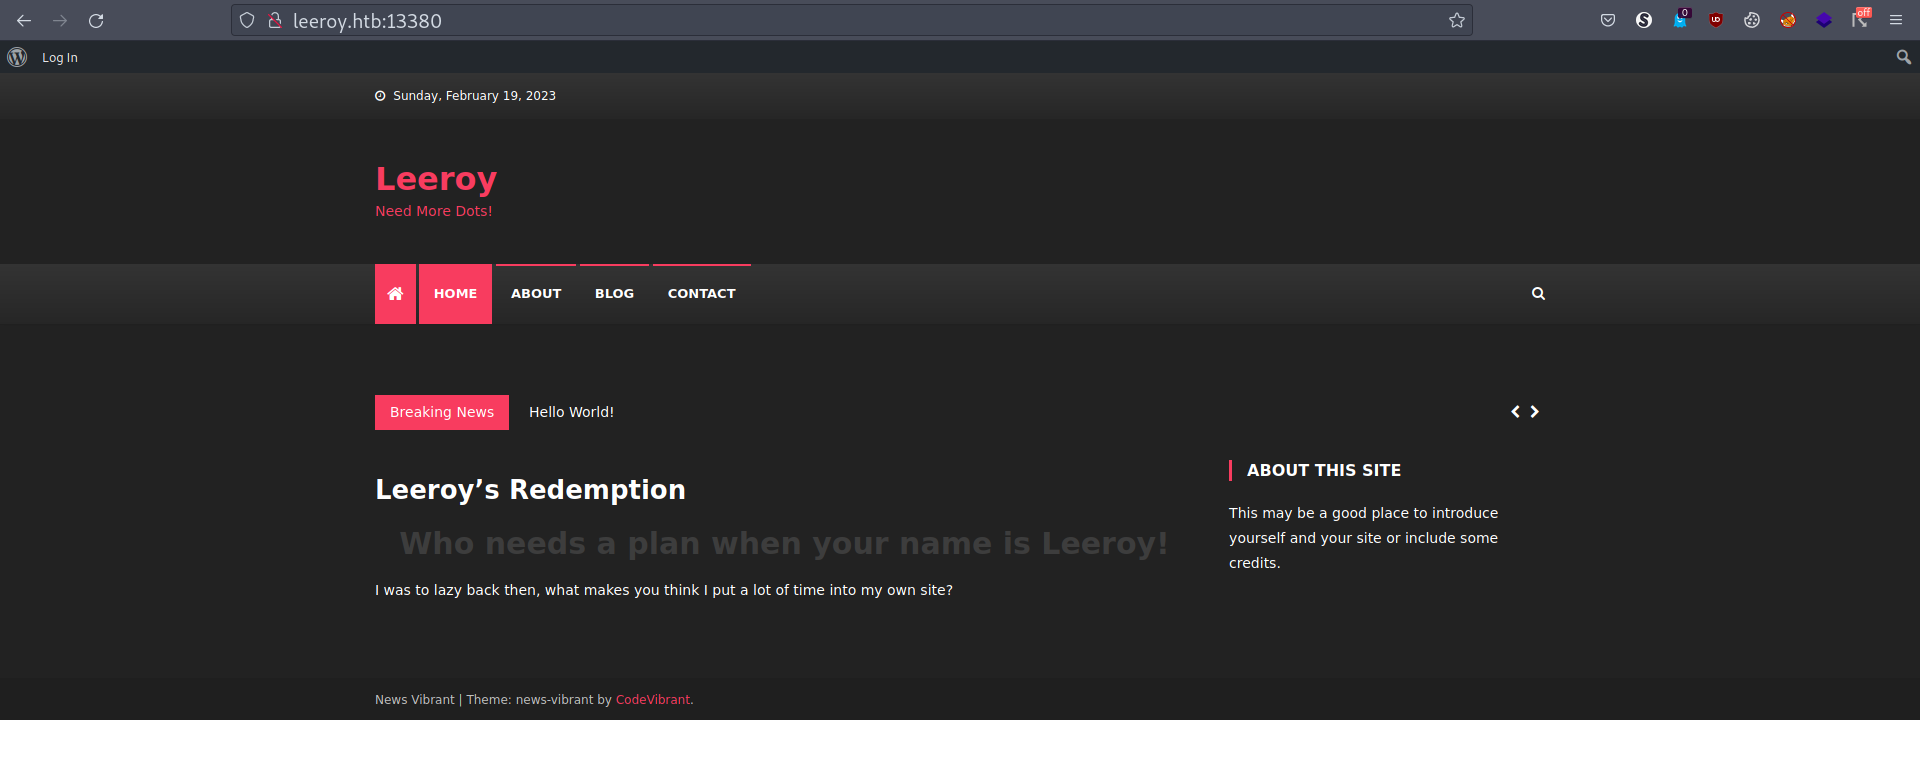 leeroy.htb:13380
0
off
Log In
Sunday, February 19, 2023
Leeroy
Need More Dots!
HOME ABOUT BLOG CONTACT
Breaking News Hello World!
Leeroy’s Redemption
Who needs a plan when your name is Leeroy!
I was to lazy back then, what makes you think I put a lot of time into my own site?
ABOUT THIS SITE
This may be a good place to introduce
yourself and your site or include some
credits.
News Vibrant | Theme: news-vibrant by CodeVibrant.